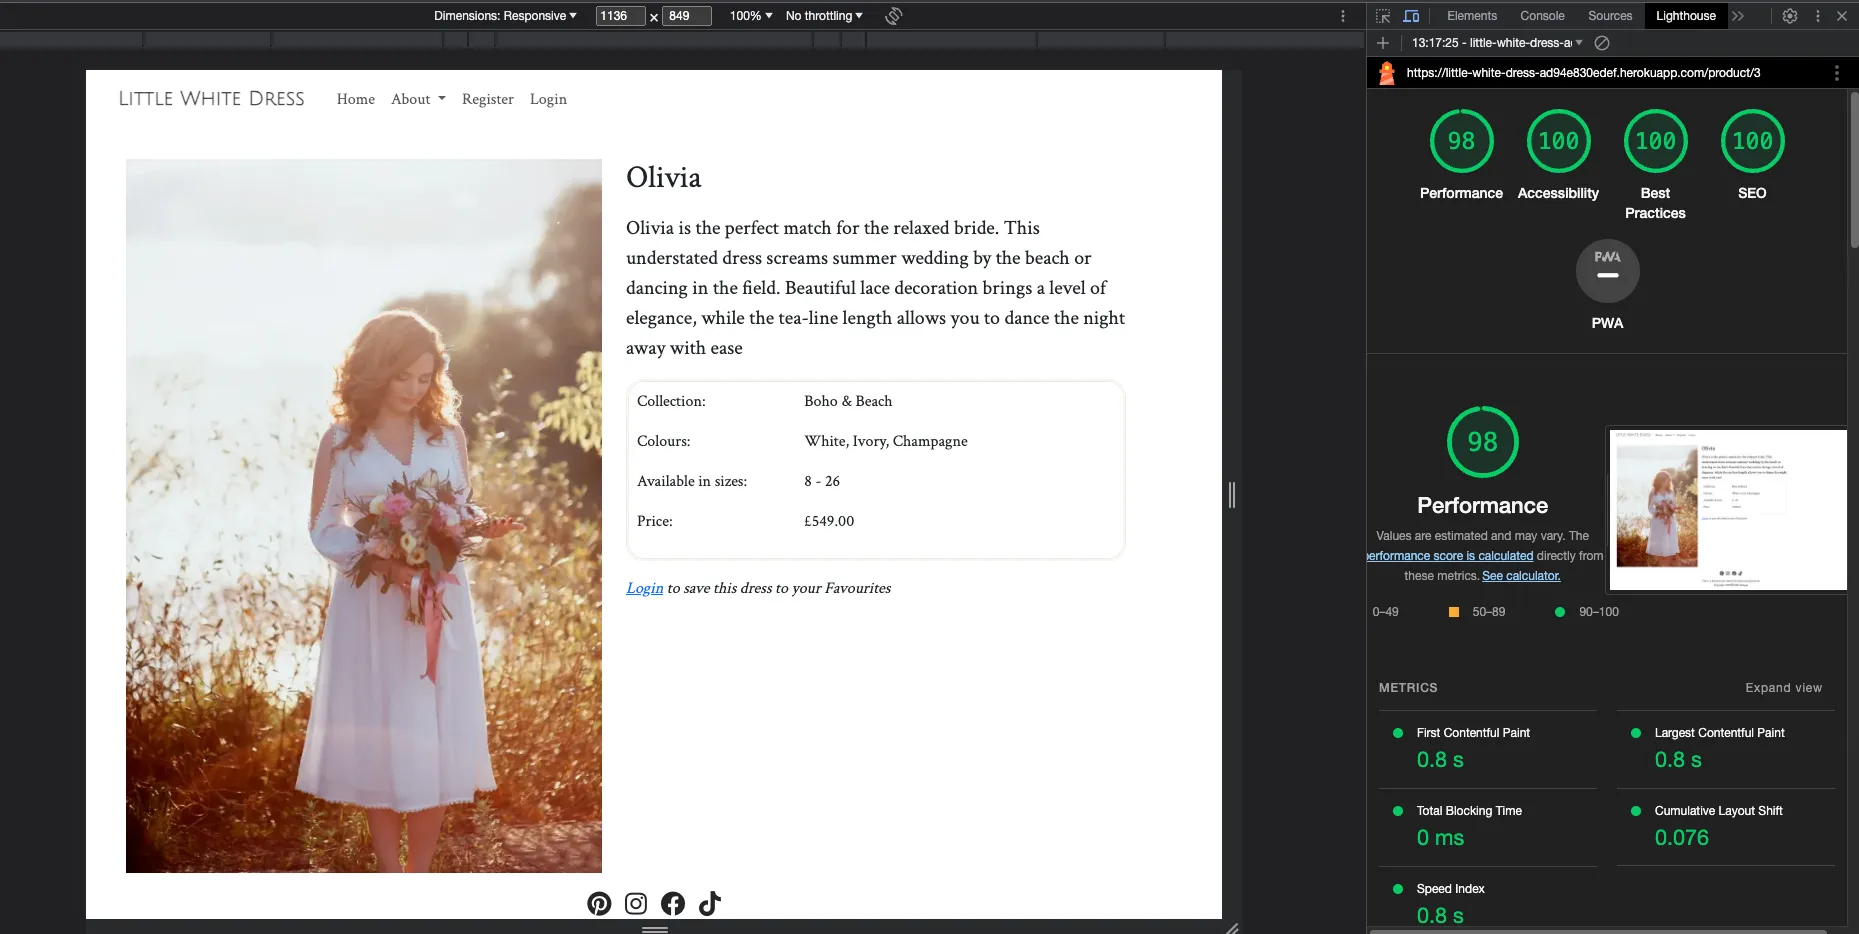 Dimensions: Responsive 1136 × 849 100% No throttling
Elements Console Sources Lighthouse
13:17:25 - little-white-dress-a
https://little-white-dress-ad94e830edef.herokuapp.com/product/3
LITTLE WHITE DRESS Home About Register Login
Olivia
Olivia is the perfect match for the relaxed bride. This
understated dress screams summer wedding by the beach or
dancing in the field. Beautiful lace decoration brings a level of
elegance, while the tea-line length allows you to dance the night
away with ease
Collection: Boho & Beach
Colours: White, Ivory, Champagne
Available in sizes: 8 - 26
Price: £549.00
Login to save this dress to your Favourites
98 100 100 100
Performance Accessibility Best Practices SEO
PWA
PWA
98
Performance
Values are estimated and may vary. The
performance score is calculated directly from
these metrics. See calculator.
0–49 50–89 90–100
METRICS Expand view
First Contentful Paint
0.8 s
Largest Contentful Paint
0.8 s
Total Blocking Time
0 ms
Cumulative Layout Shift
0.076
Speed Index
0.8 s